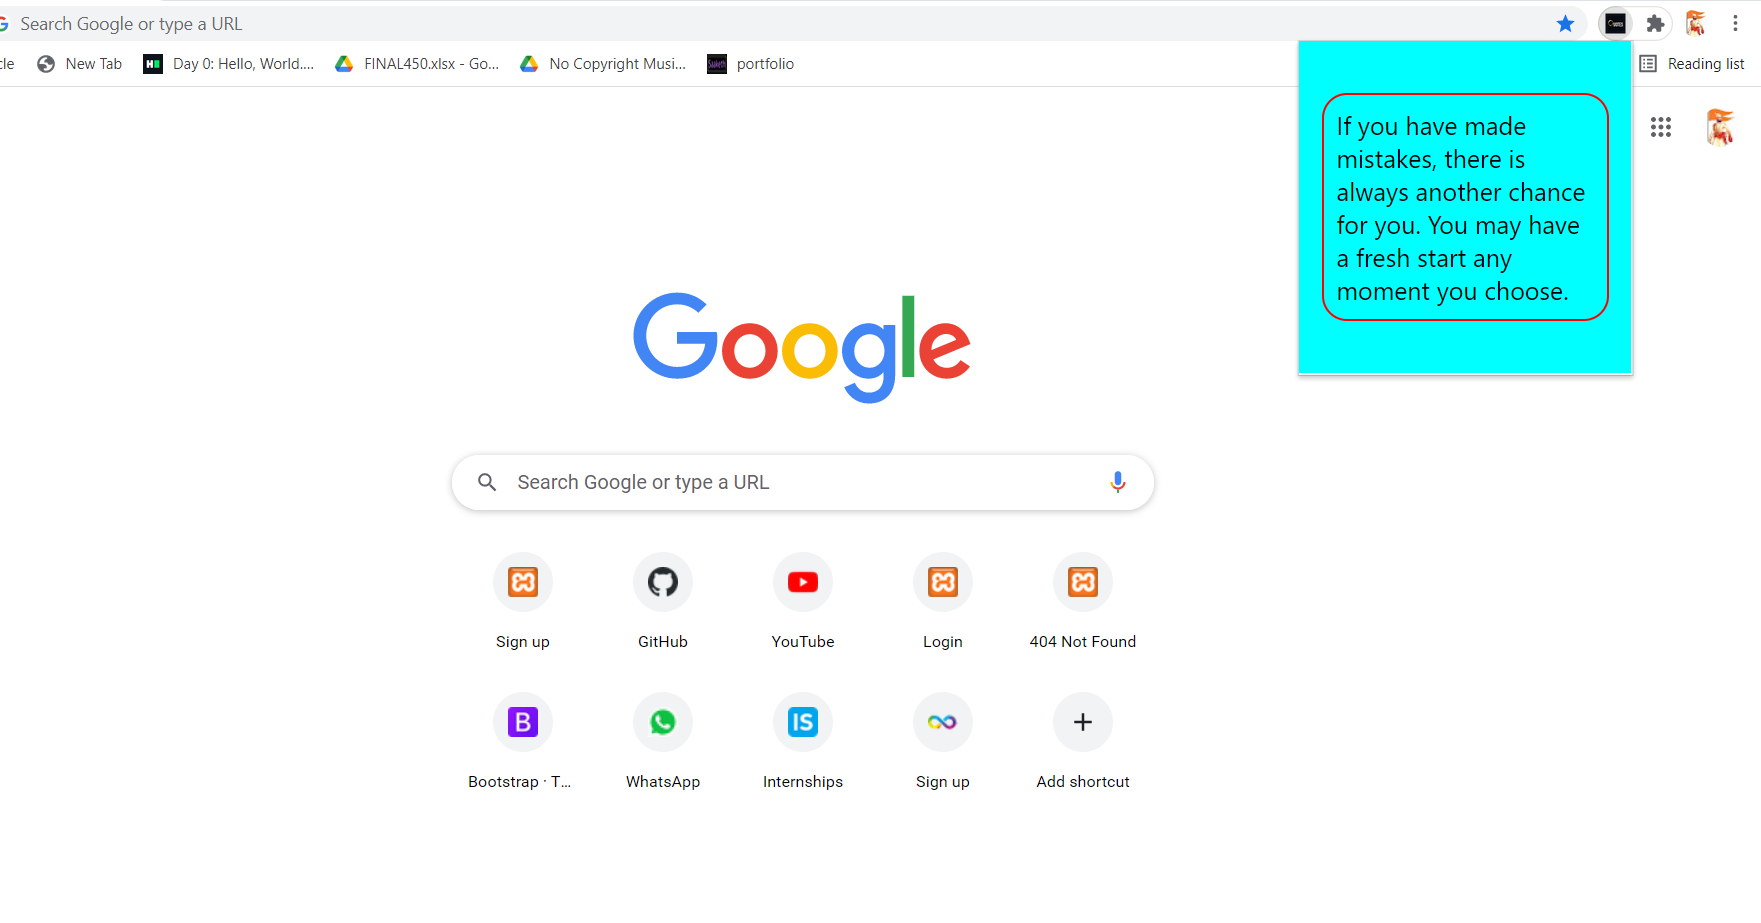 Search Google or type a URL
cle
New Tab
Day 0: Hello, World....
FINAL450.xlsx - Go...
No Copyright Musi...
portfolio
Reading list
If you have made
mistakes, there is
always another chance
for you. You may have
a fresh start any
moment you choose.
Google
Search Google or type a URL
Sign up
GitHub
YouTube
Login
404 Not Found
B
IS
Bootstrap · T...
WhatsApp
Internships
Sign up
Add shortcut